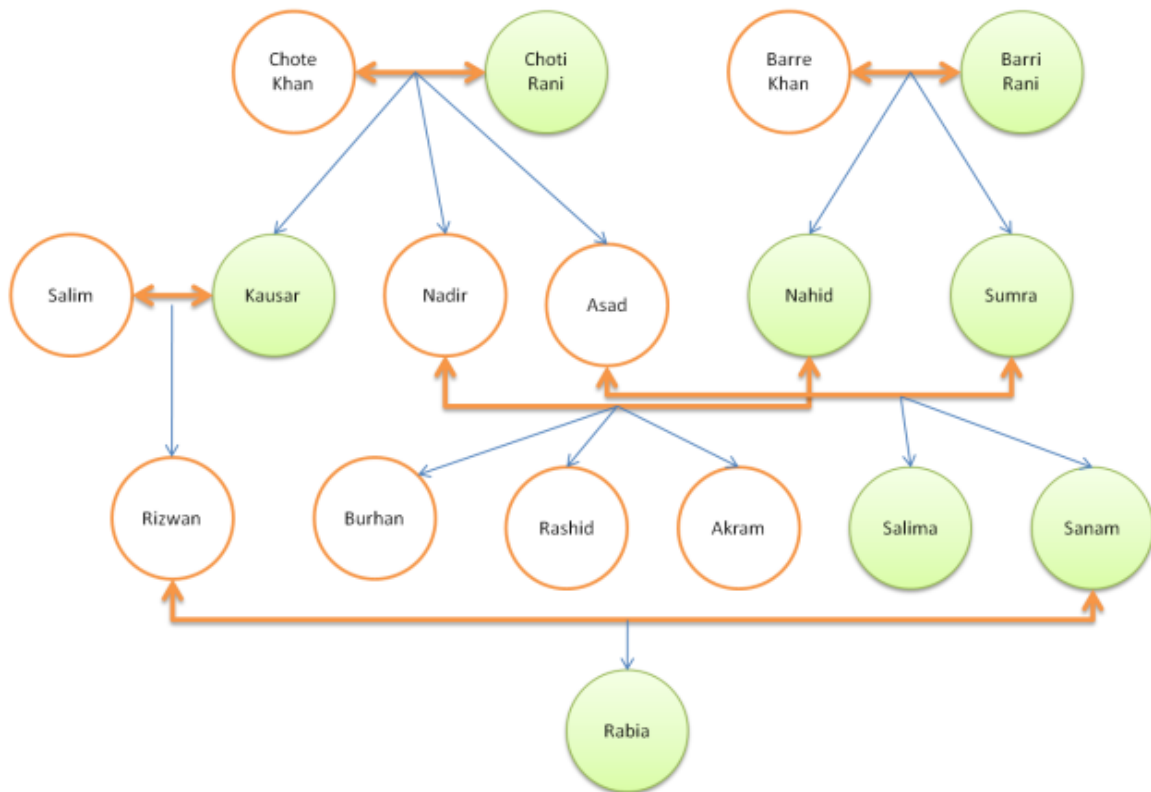 Chote
Khan
Choti
Rani
Barre
Khan
Barri
Rani
Salim
Kausar
Nadir
Asad
Nahid
Sumra
Rizwan
Burhan
Rashid
Akram
Salima
Sanam
Rabia